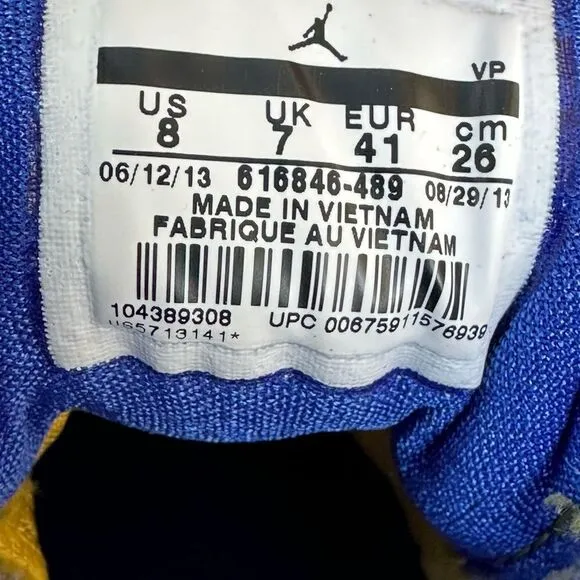 VP
US UK EUR cm
8 7 41 26
06/12/13 616846-489 08/29/13
MADE IN VIETNAM
FABRIQUE AU VIETNAM
104389308 UPC 00675911576939
US5713141*